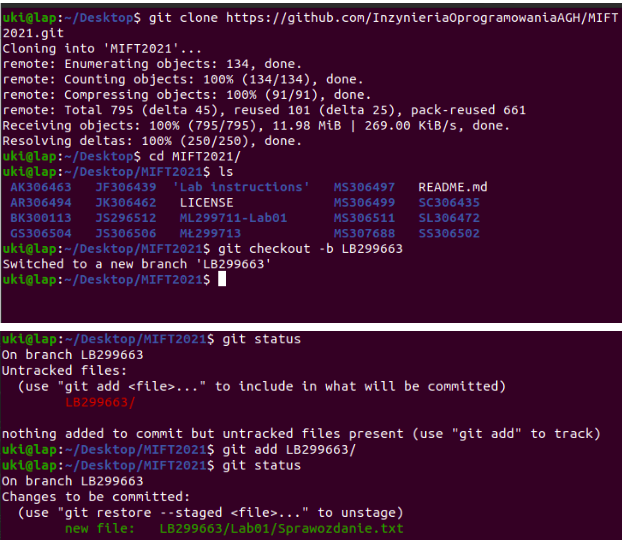 uki@lap:~/Desktop$ git clone https://github.com/InzynieriaOprogramowaniaAGH/MIFT
2021.git
Cloning into 'MIFT2021'...
remote: Enumerating objects: 134, done.
remote: Counting objects: 100% (134/134), done.
remote: Compressing objects: 100% (91/91), done.
remote: Total 795 (delta 45), reused 101 (delta 25), pack-reused 661
Receiving objects: 100% (795/795), 11.98 MiB | 269.00 KiB/s, done.
Resolving deltas: 100% (250/250), done.
uki@lap:~/Desktop$ cd MIFT2021/
uki@lap:~/Desktop/MIFT2021$ ls
AK306463 JF306439 'Lab instructions' MS306497 README.md
AR306494 JK306462 LICENSE MS306499 SC306435
BK300113 JS296512 ML299711-Lab01 MS306511 SL306472
GS306504 JS306506 MŁ299713 MS307688 SS306502
uki@lap:~/Desktop/MIFT2021$ git checkout -b LB299663
Switched to a new branch 'LB299663'
uki@lap:~/Desktop/MIFT2021$
uki@lap:~/Desktop/MIFT2021$ git status
On branch LB299663
Untracked files:
(use "git add <file>..." to include in what will be committed)
LB299663/
nothing added to commit but untracked files present (use "git add" to track)
uki@lap:~/Desktop/MIFT2021$ git add LB299663/
uki@lap:~/Desktop/MIFT2021$ git status
On branch LB299663
Changes to be committed:
(use "git restore --staged <file>..." to unstage)
new file: LB299663/Lab01/Sprawozdanie.txt